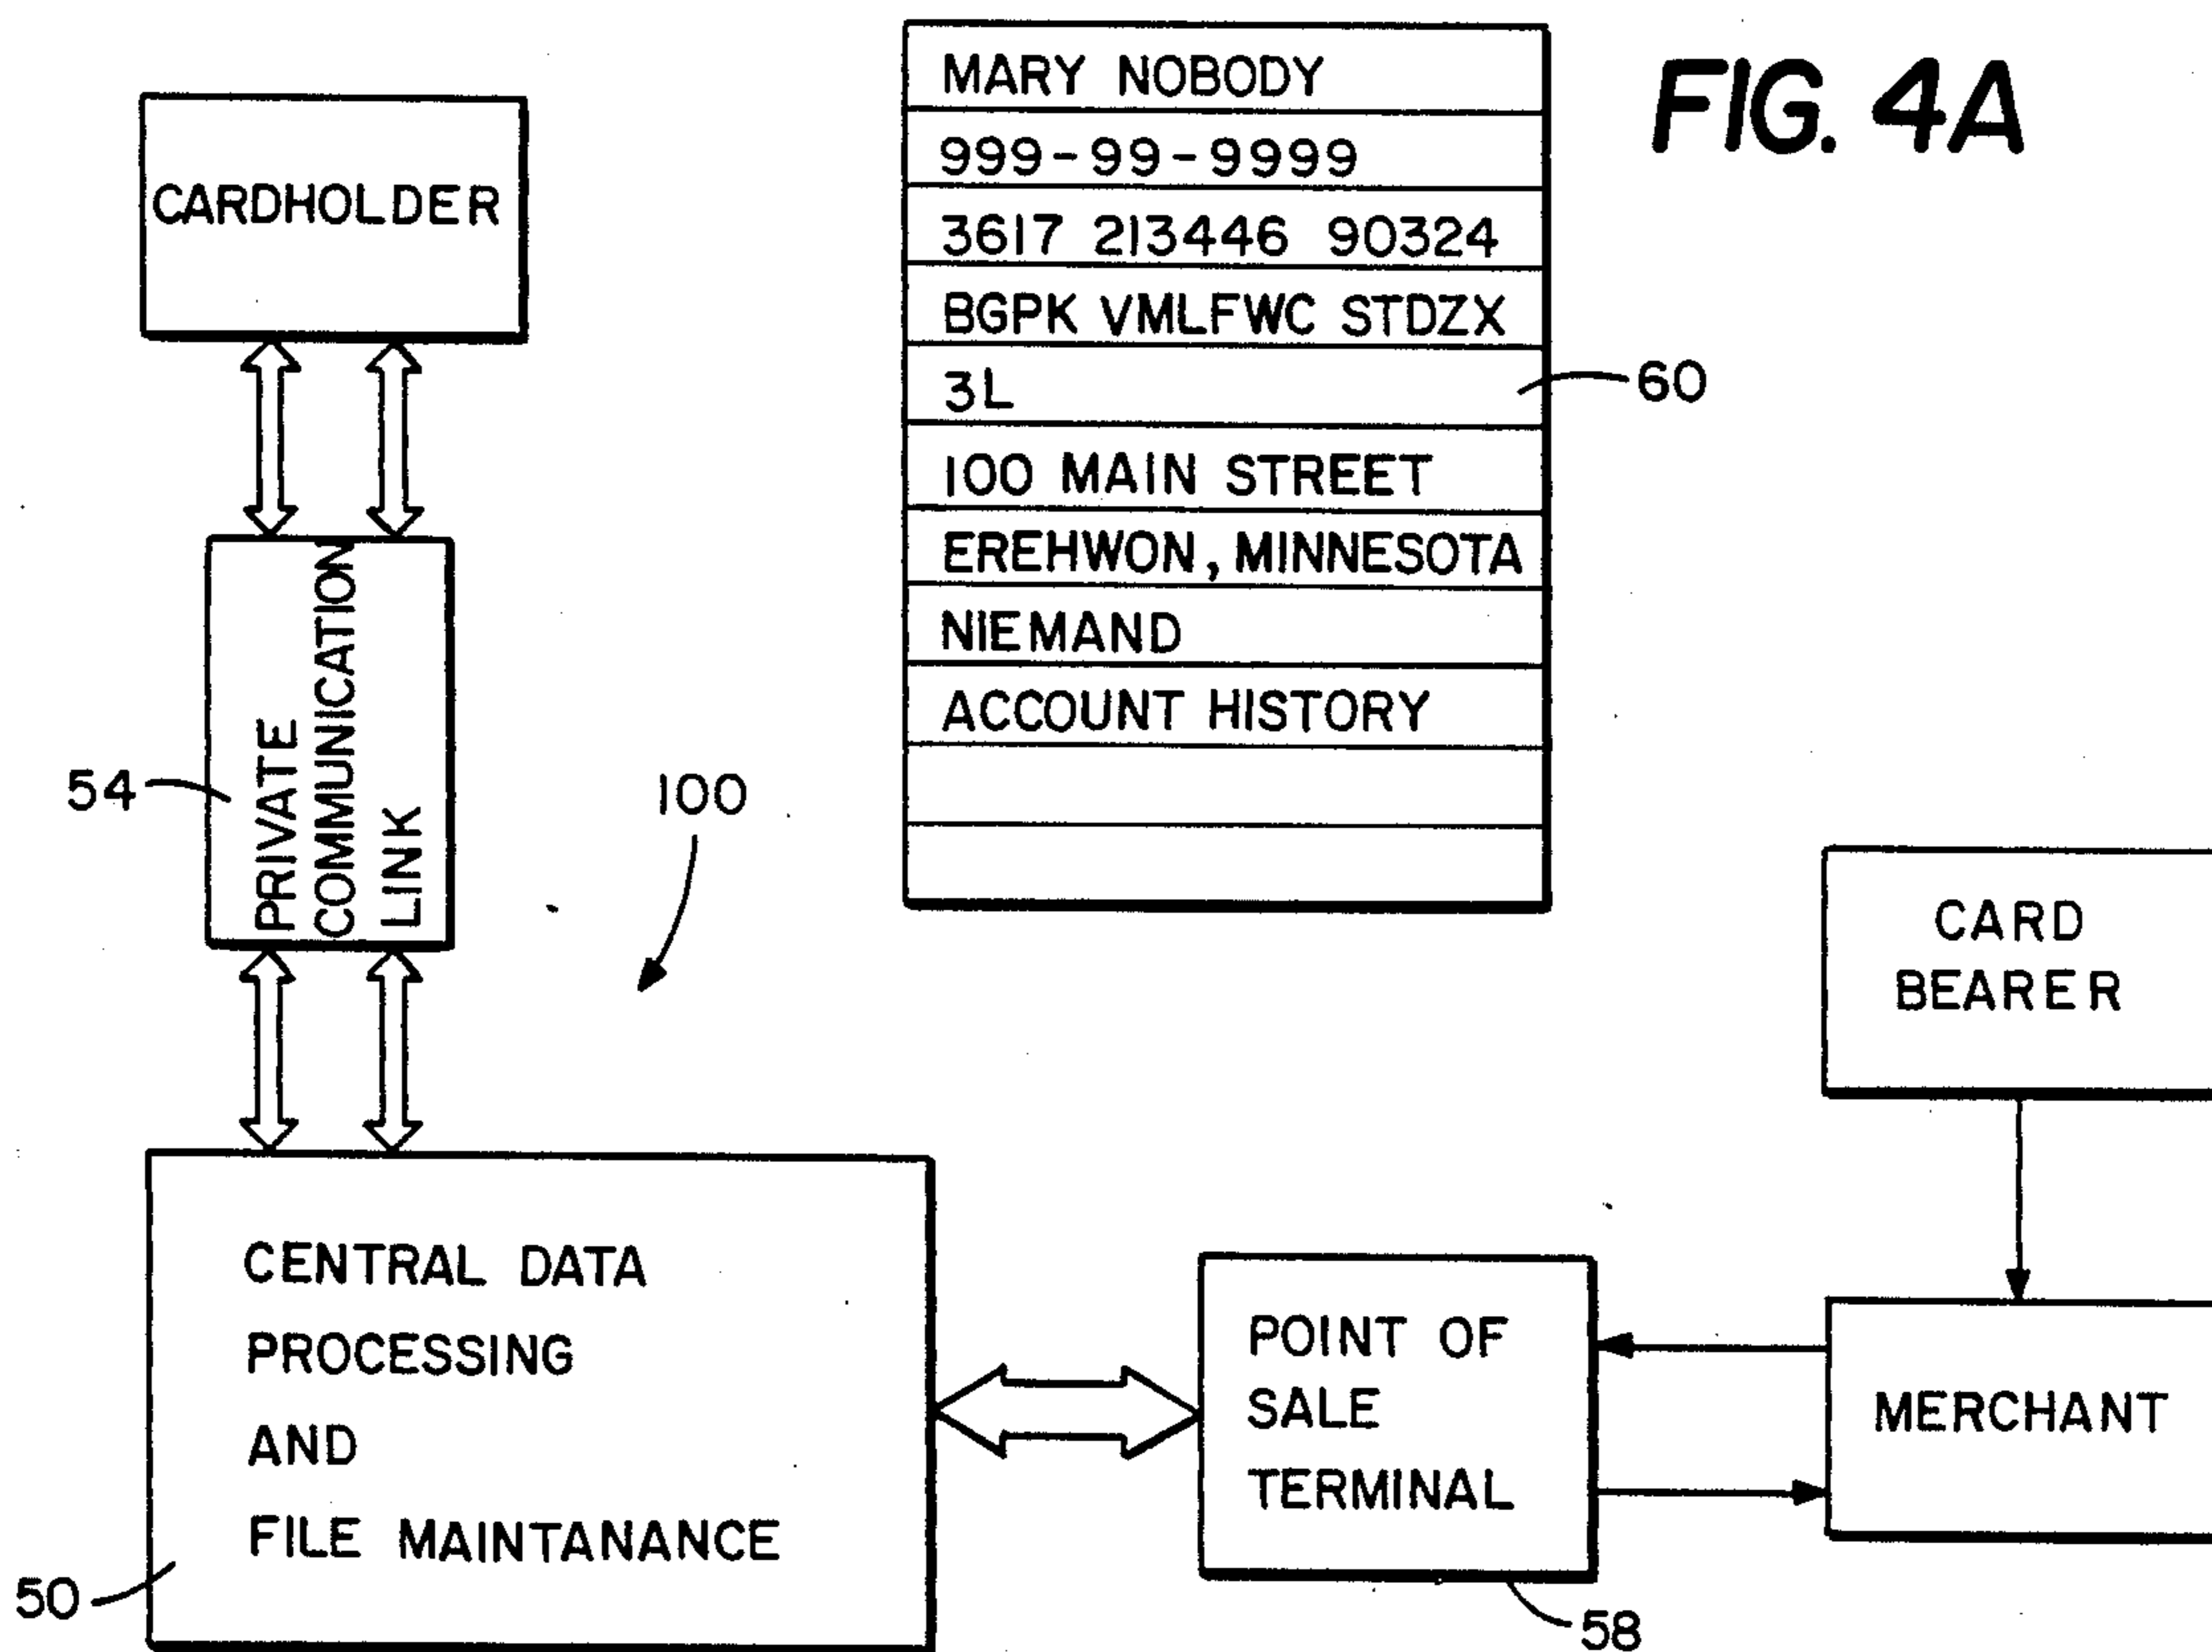 FIG. 4A
CARDHOLDER
MARY NOBODY
999-99-9999
3617 213446 90324
BGPK VMLFWC STDZX
3L
60
100 MAIN STREET
EREHWON, MINNESOTA
NIEMAND
ACCOUNT HISTORY
PRIVATE
COMMUNICATION
LINK
54
100
CARD
BEARER
CENTRAL DATA
PROCESSING
AND
FILE MAINTANANCE
50
POINT OF
SALE
TERMINAL
58
MERCHANT